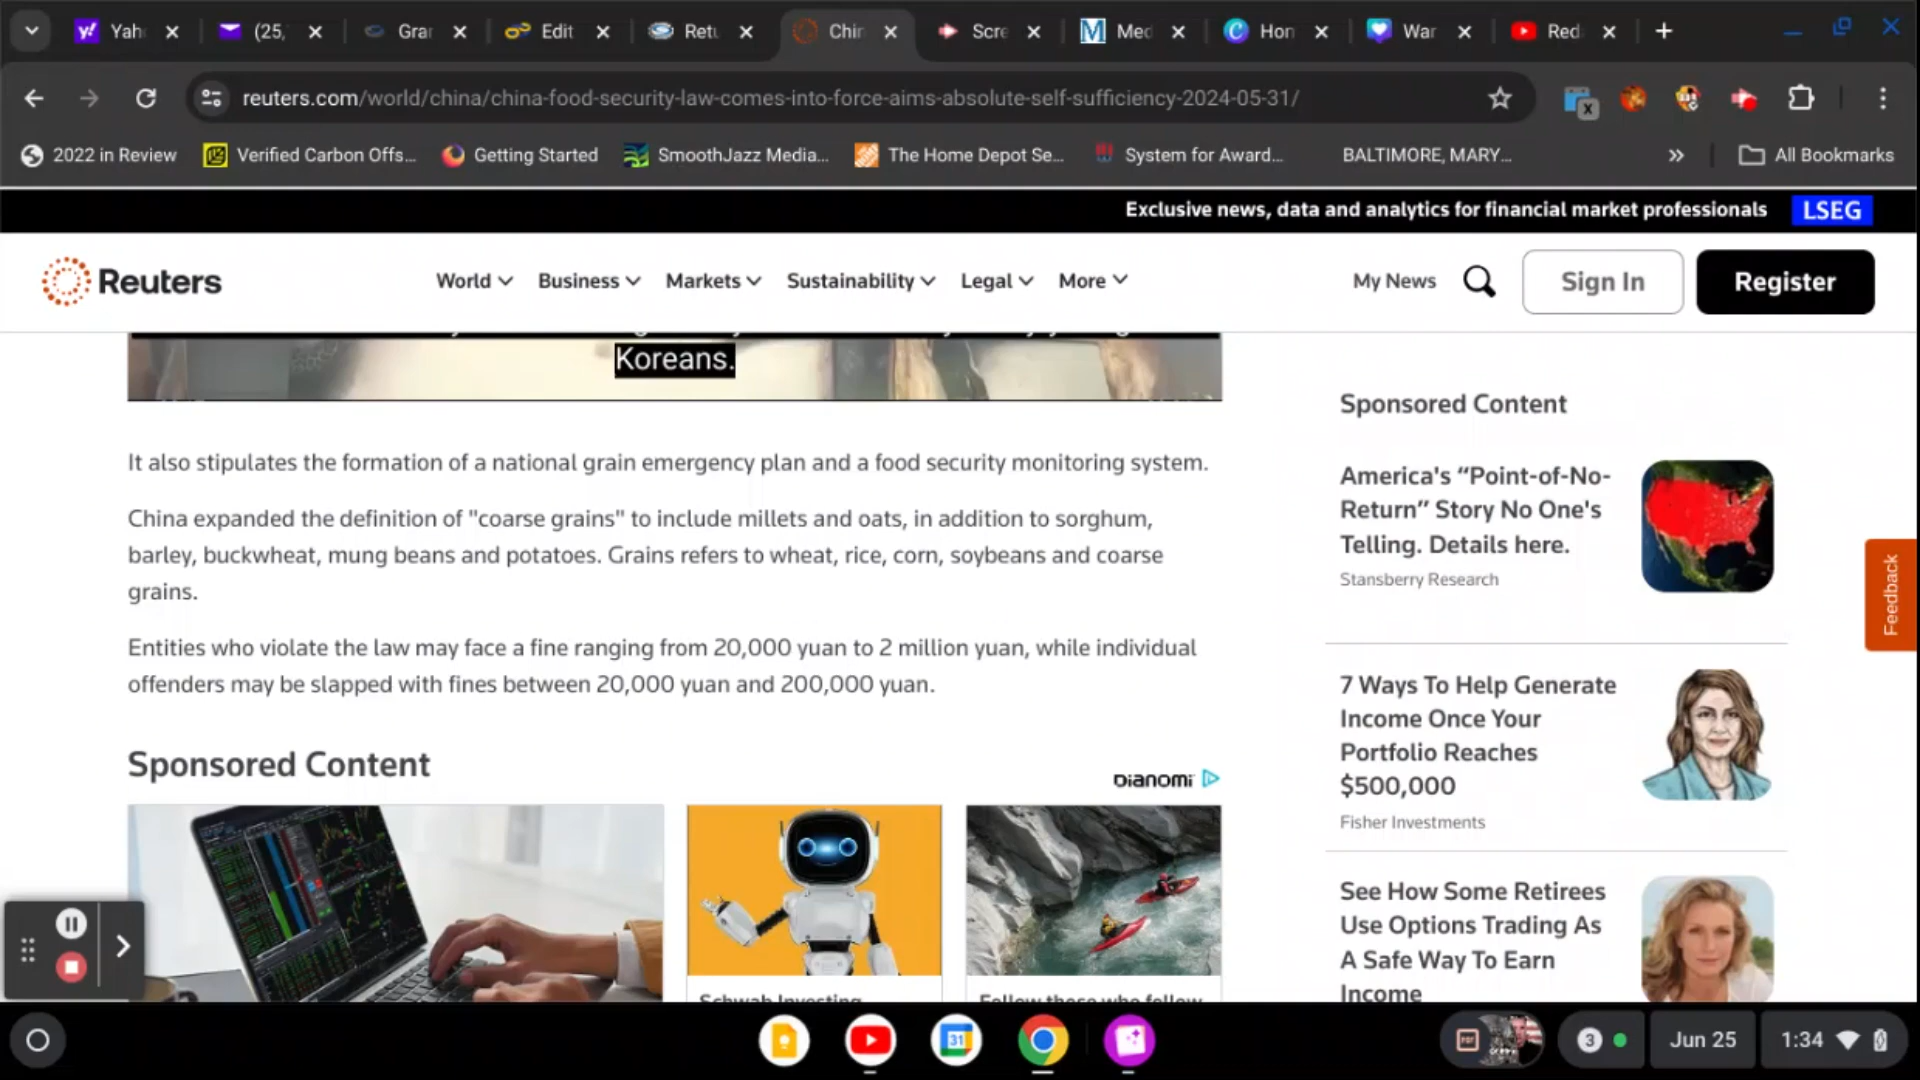 Yah
(25,
Gra
Edit
Retu
Chin
Scre
Med
Hon
War
Red
reuters.com/world/china/china-food-security-law-comes-into-force-aims-absolute-self-sufficiency-2024-05-31/
2022 in Review
Verified Carbon Offs...
Getting Started
SmoothJazz Media...
The Home Depot Se...
System for Award...
BALTIMORE, MARY...
All Bookmarks
Exclusive news, data and analytics for financial market professionals LSEG
Reuters
World
Business
Markets
Sustainability
Legal
More
My News
Sign In
Register
Koreans.
It also stipulates the formation of a national grain emergency plan and a food security monitoring system.
China expanded the definition of "coarse grains" to include millets and oats, in addition to sorghum,
barley, buckwheat, mung beans and potatoes. Grains refers to wheat, rice, corn, soybeans and coarse
grains.
Entities who violate the law may face a fine ranging from 20,000 yuan to 2 million yuan, while individual
offenders may be slapped with fines between 20,000 yuan and 200,000 yuan.
Sponsored Content
DIANOMI
Schwab Investing
Follow those who follow
Sponsored Content
America's “Point-of-No-
Return” Story No One's
Telling. Details here.
Stansberry Research
7 Ways To Help Generate
Income Once Your
Portfolio Reaches
$500,000
Fisher Investments
See How Some Retirees
Use Options Trading As
A Safe Way To Earn
Income
Feedback
31
3
Jun 25
1:34